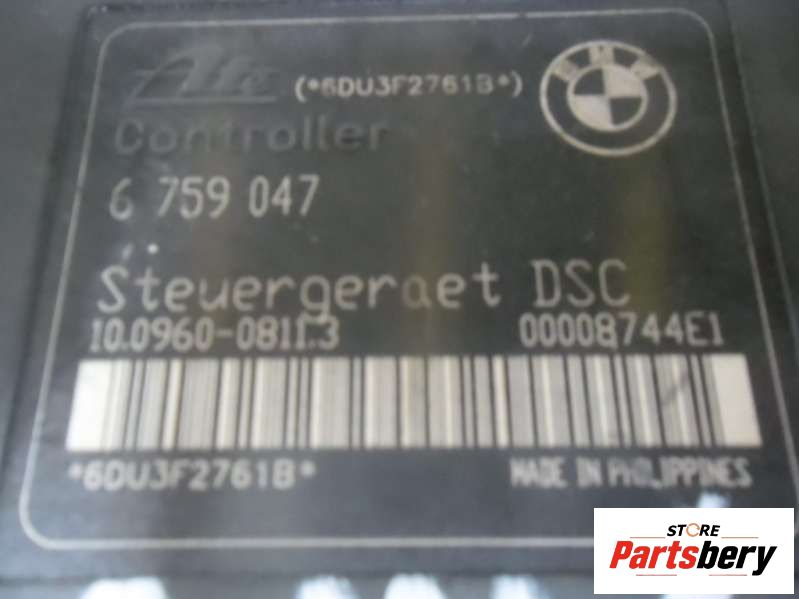 Ate (*6DU3F2761B*)
BMW
Controller
6 759 047
Steuergeraet DSC
10.0960-0811.3 00008744E1
*6DU3F2761B* MADE IN PHILIPPINES
STORE
Partsbery